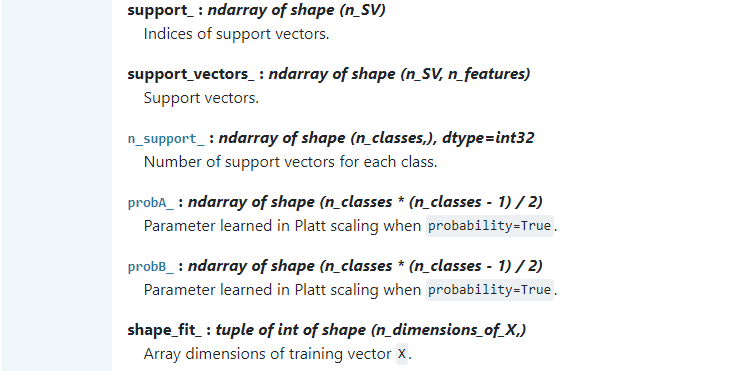 support_ : ndarray of shape (n_SV)
Indices of support vectors.
support_vectors_ : ndarray of shape (n_SV, n_features)
Support vectors.
n_support_ : ndarray of shape (n_classes,), dtype=int32
Number of support vectors for each class.
probA_ : ndarray of shape (n_classes * (n_classes - 1) / 2)
Parameter learned in Platt scaling when probability=True.
probB_ : ndarray of shape (n_classes * (n_classes - 1) / 2)
Parameter learned in Platt scaling when probability=True.
shape_fit_ : tuple of int of shape (n_dimensions_of_X,)
Array dimensions of training vector X.